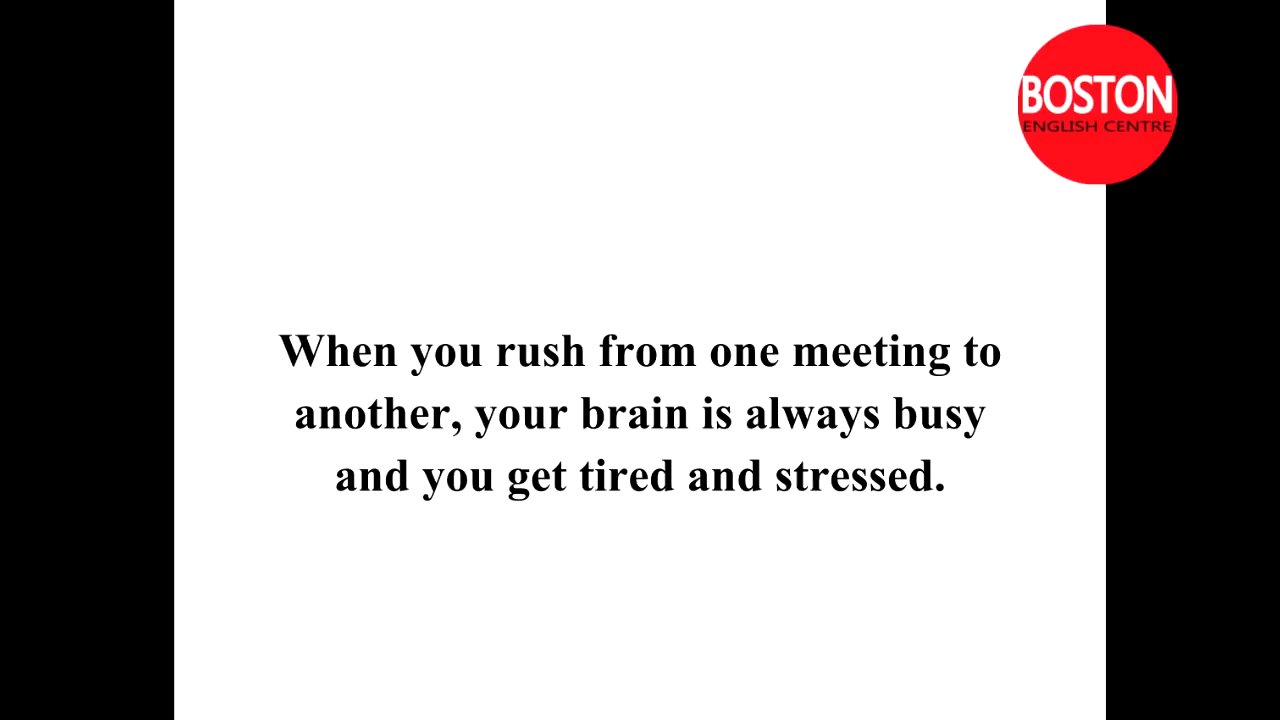 BOSTON
ENGLISH CENTRE
When you rush from one meeting to
another, your brain is always busy
and you get tired and stressed.